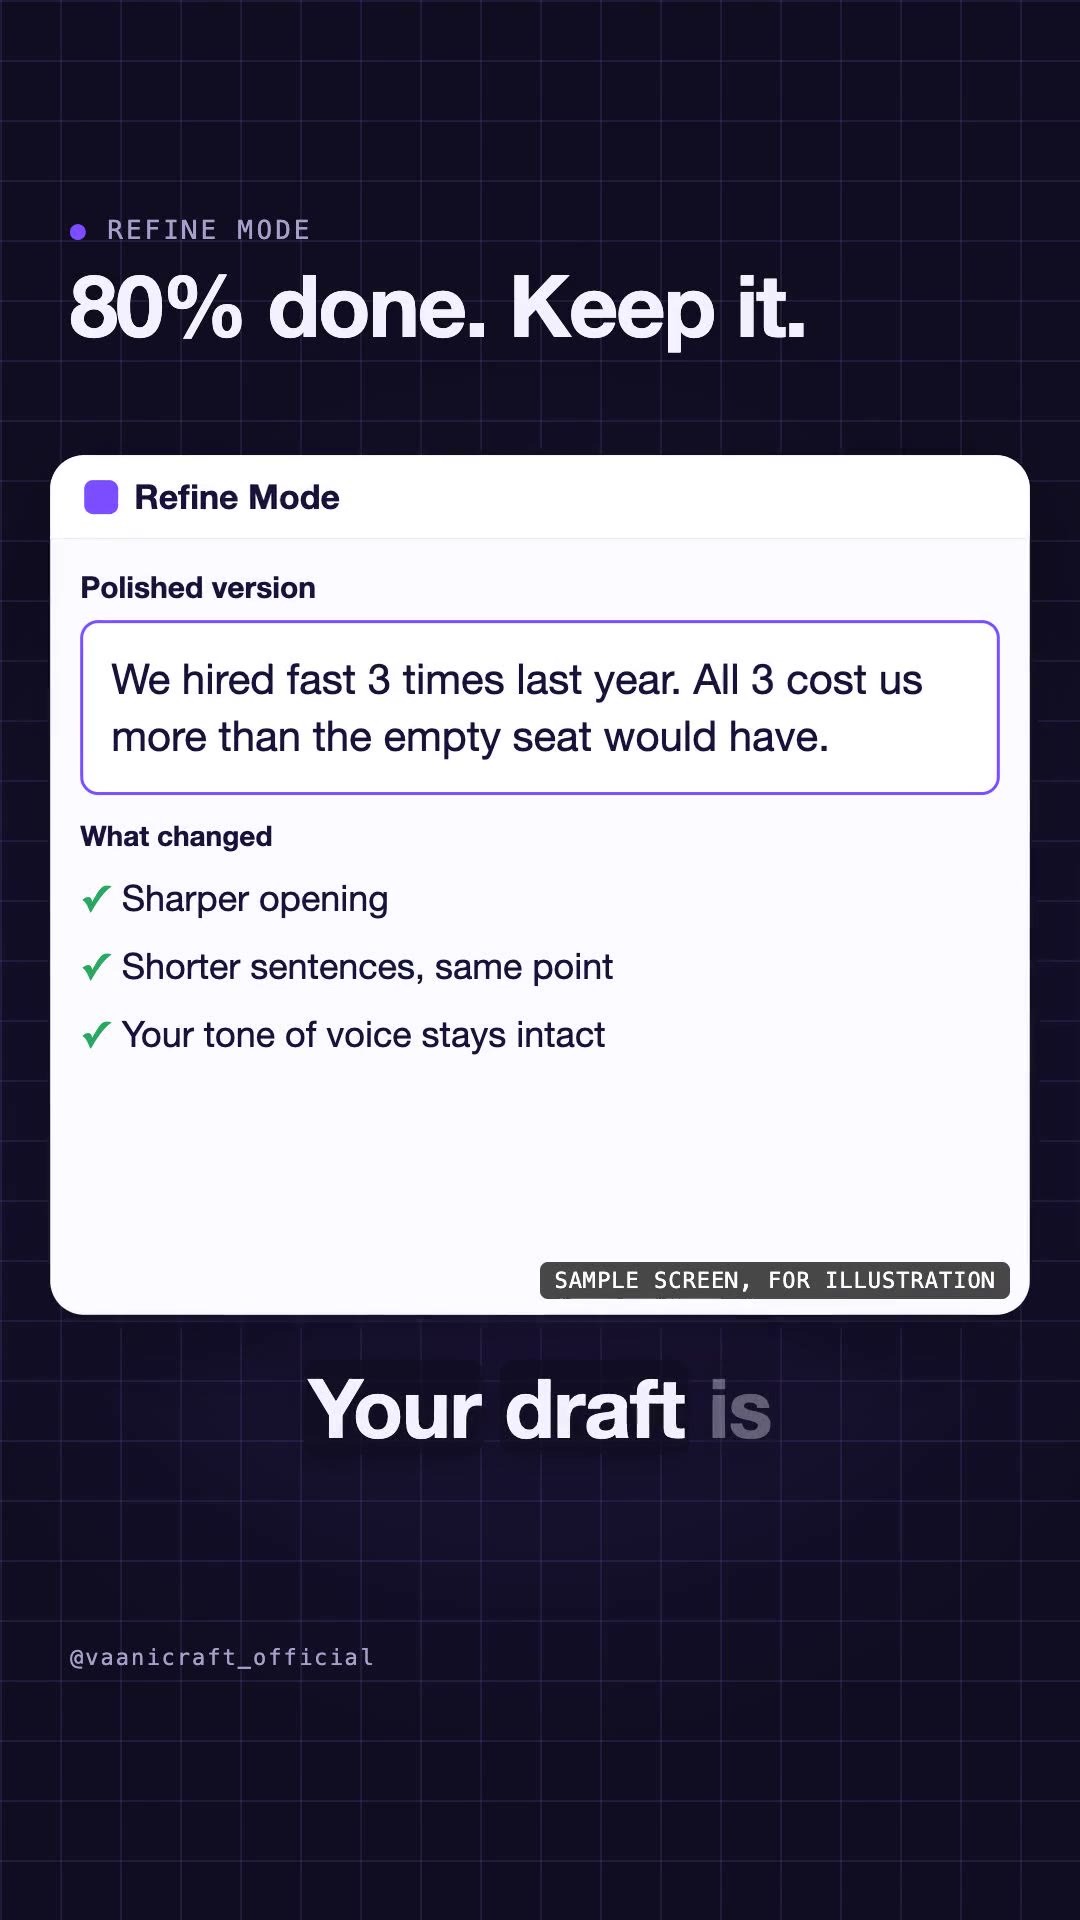 REFINE MODE
80% done. Keep it.
Refine Mode
Polished version
We hired fast 3 times last year. All 3 cost us
more than the empty seat would have.
What changed
✓ Sharper opening
✓ Shorter sentences, same point
✓ Your tone of voice stays intact
SAMPLE SCREEN, FOR ILLUSTRATION
Your draft is
@vaanicraft_official